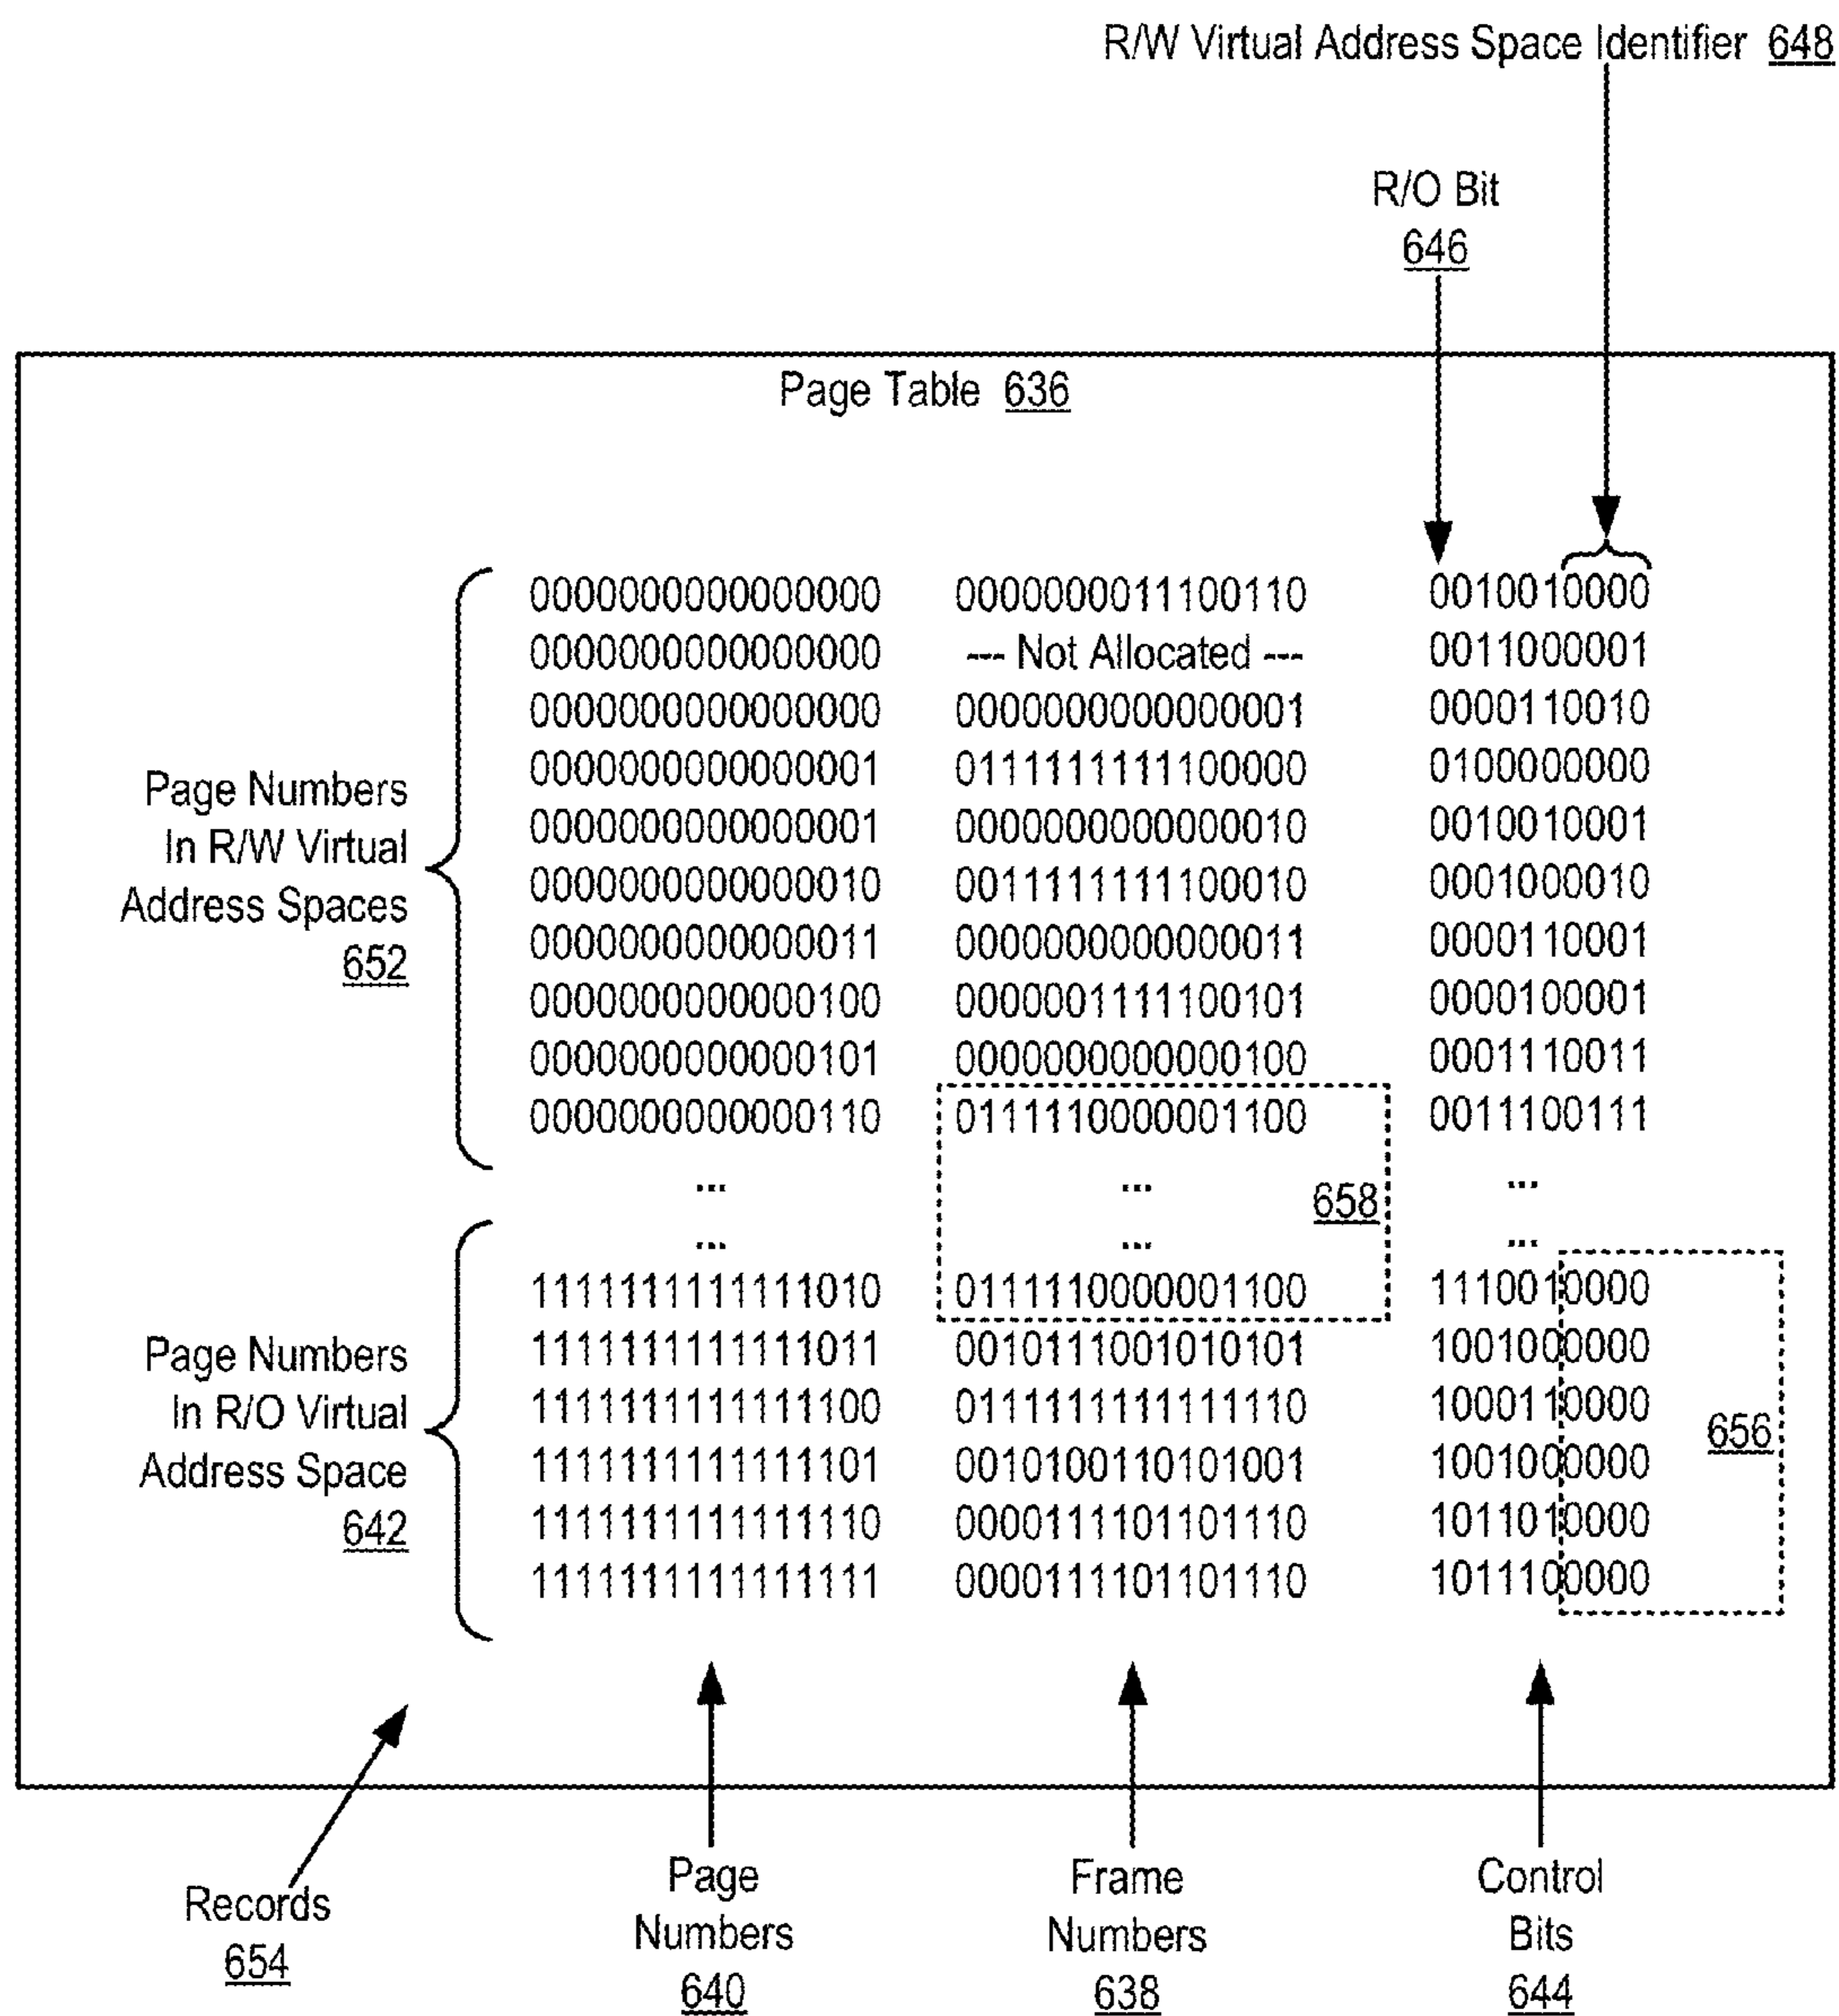 R/W Virtual Address Space Identifier 648
R/O Bit
646
Page Table 636
0000000000000000 0000000011100110 0010010000
0000000000000000 --- Not Allocated --- 0011000001
0000000000000000 0000000000000001 0000110010
0000000000000001 0111111111100000 0100000000
0000000000000001 0000000000000010 0010010001
0000000000000010 0011111111100010 0001000010
0000000000000011 0000000000000011 0000110001
0000000000000100 0000001111100101 0000100001
0000000000000101 0000000000000100 0001110011
0000000000000110 0111110000001100 0011100111
Page Numbers
In R/W Virtual
Address Spaces
652
... ... ...
658
... ... ...
1111111111111010 0111110000001100 1110010000
1111111111111011 0010111001010101 1001000000
1111111111111100 0111111111111110 1000110000
1111111111111101 0010100110101001 1001000000
1111111111111110 0000111101101110 1011010000
1111111111111111 0000111101101110 1011100000
Page Numbers
In R/O Virtual
Address Space
642
656
Records
654
Page
Numbers
640
Frame
Numbers
638
Control
Bits
644